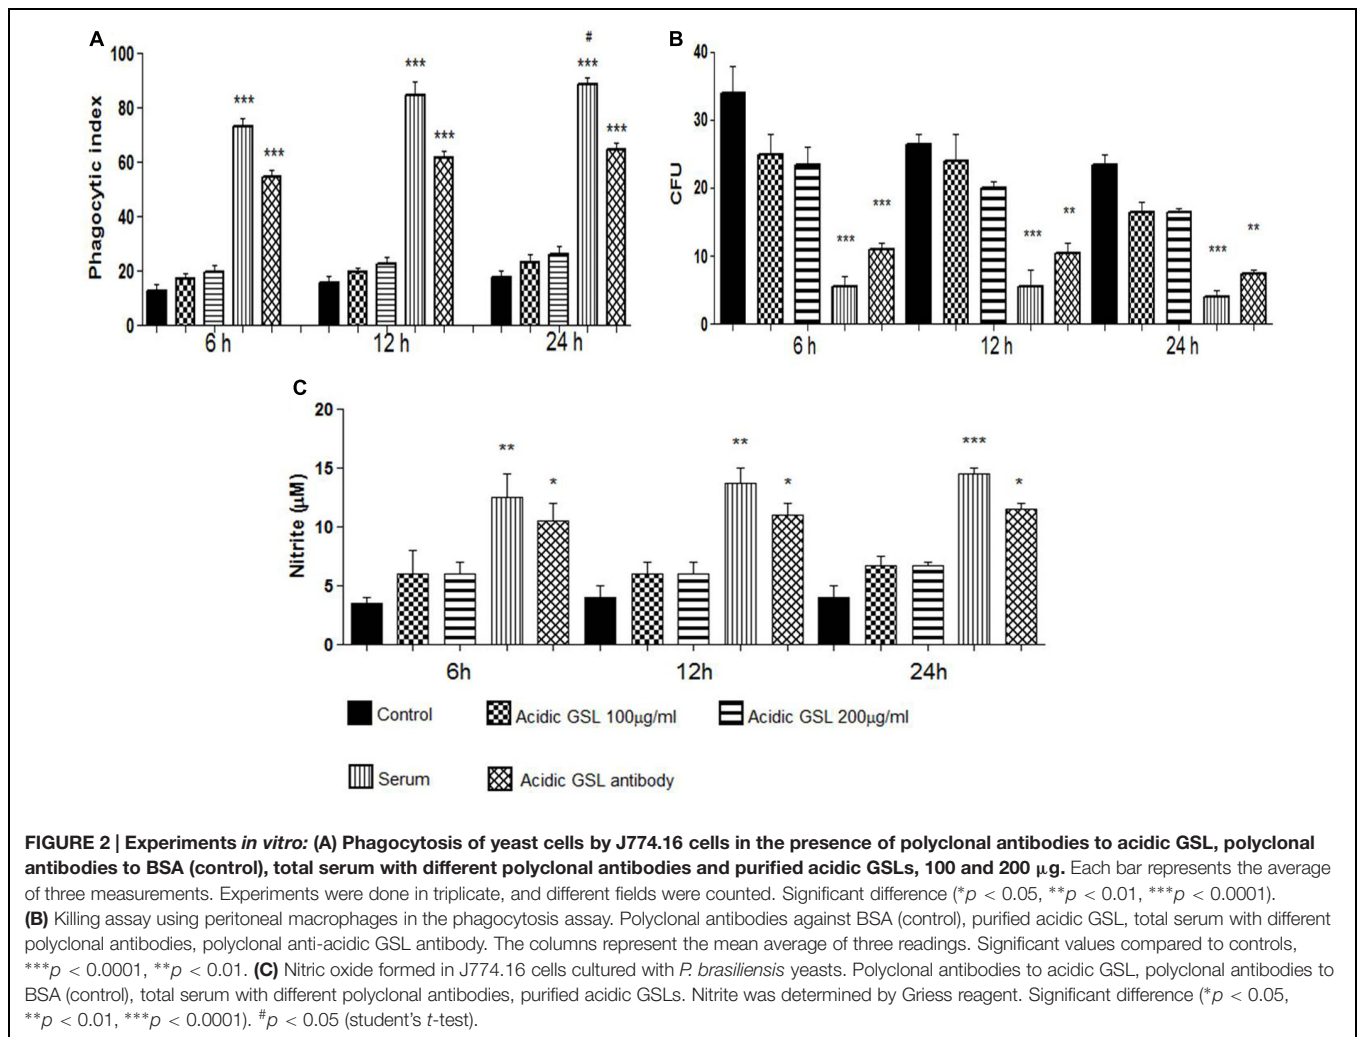 A
#
100
***
***
***
80
***
***
***
60
Phagocytic index
40
20
0
6 h
12 h
24 h
B
40
30
CFU
20
***
***
***
**
***
**
10
0
6 h
12 h
24 h
C
20
**
**
***
15
*
*
*
Nitrite (μM)
10
5
0
6h
12h
24h
Control
Acidic GSL 100μg/ml
Acidic GSL 200μg/ml
Serum
Acidic GSL antibody
FIGURE 2 | Experiments in vitro: (A) Phagocytosis of yeast cells by J774.16 cells in the presence of polyclonal antibodies to acidic GSL, polyclonal
antibodies to BSA (control), total serum with different polyclonal antibodies and purified acidic GSLs, 100 and 200 μg. Each bar represents the average
of three measurements. Experiments were done in triplicate, and different fields were counted. Significant difference (*p < 0.05, **p < 0.01, ***p < 0.0001).
(B) Killing assay using peritoneal macrophages in the phagocytosis assay. Polyclonal antibodies against BSA (control), purified acidic GSL, total serum with different
polyclonal antibodies, polyclonal anti-acidic GSL antibody. The columns represent the mean average of three readings. Significant values compared to controls,
***p < 0.0001, **p < 0.01. (C) Nitric oxide formed in J774.16 cells cultured with P. brasiliensis yeasts. Polyclonal antibodies to acidic GSL, polyclonal antibodies to
BSA (control), total serum with different polyclonal antibodies, purified acidic GSLs. Nitrite was determined by Griess reagent. Significant difference (*p < 0.05,
**p < 0.01, ***p < 0.0001). #p < 0.05 (student's t-test).